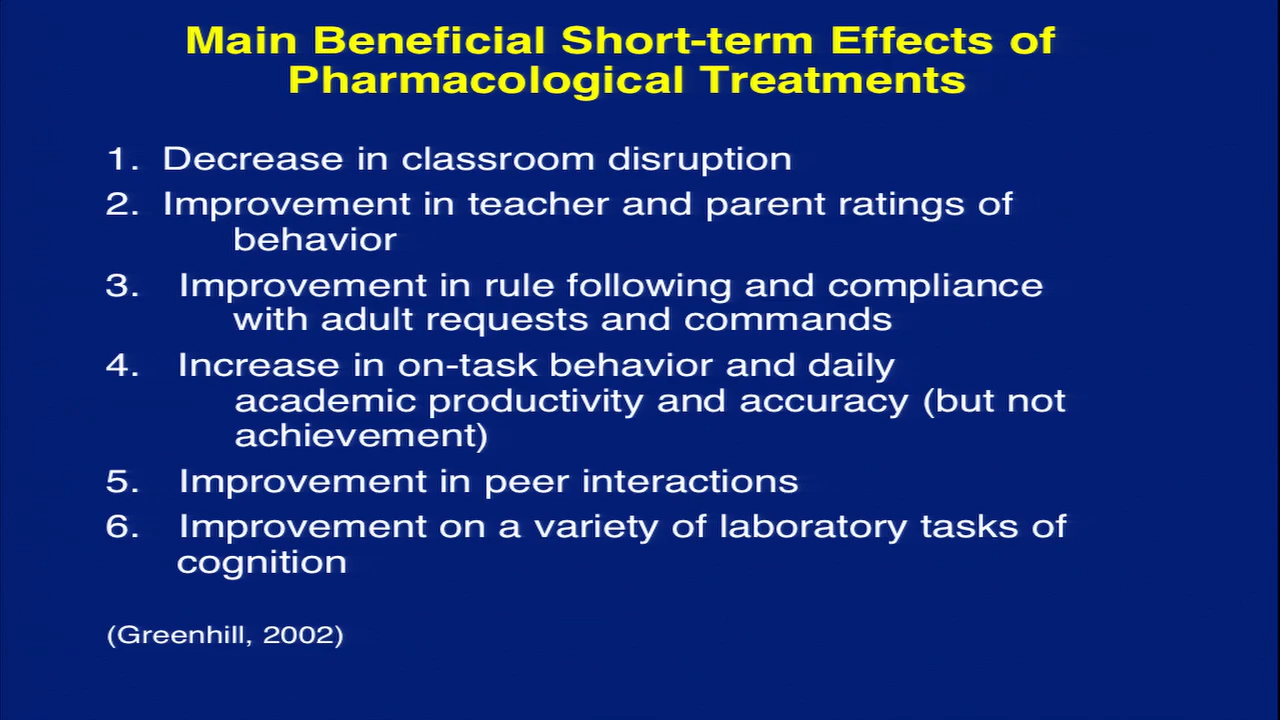 Main Beneficial Short-term Effects of
Pharmacological Treatments
1. Decrease in classroom disruption
2. Improvement in teacher and parent ratings of
behavior
3. Improvement in rule following and compliance
with adult requests and commands
4. Increase in on-task behavior and daily
academic productivity and accuracy (but not
achievement)
5. Improvement in peer interactions
6. Improvement on a variety of laboratory tasks of
cognition
(Greenhill, 2002)